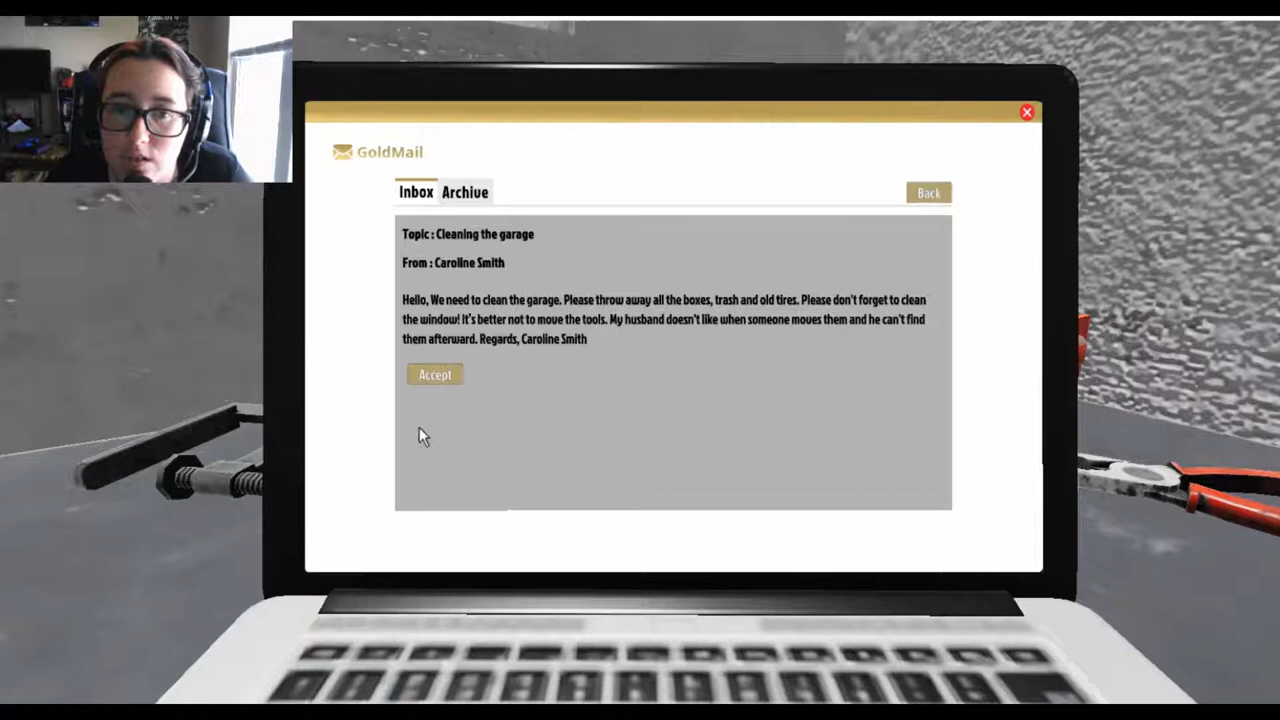 GoldMail
Inbox Archive
Back
Topic : Cleaning the garage
From : Caroline Smith
Hello, We need to clean the garage. Please throw away all the boxes, trash and old tires. Please don't forget to clean
the window! It's better not to move the tools. My husband doesn't like when someone moves them and he can't find
them afterward. Regards, Caroline Smith
Accept